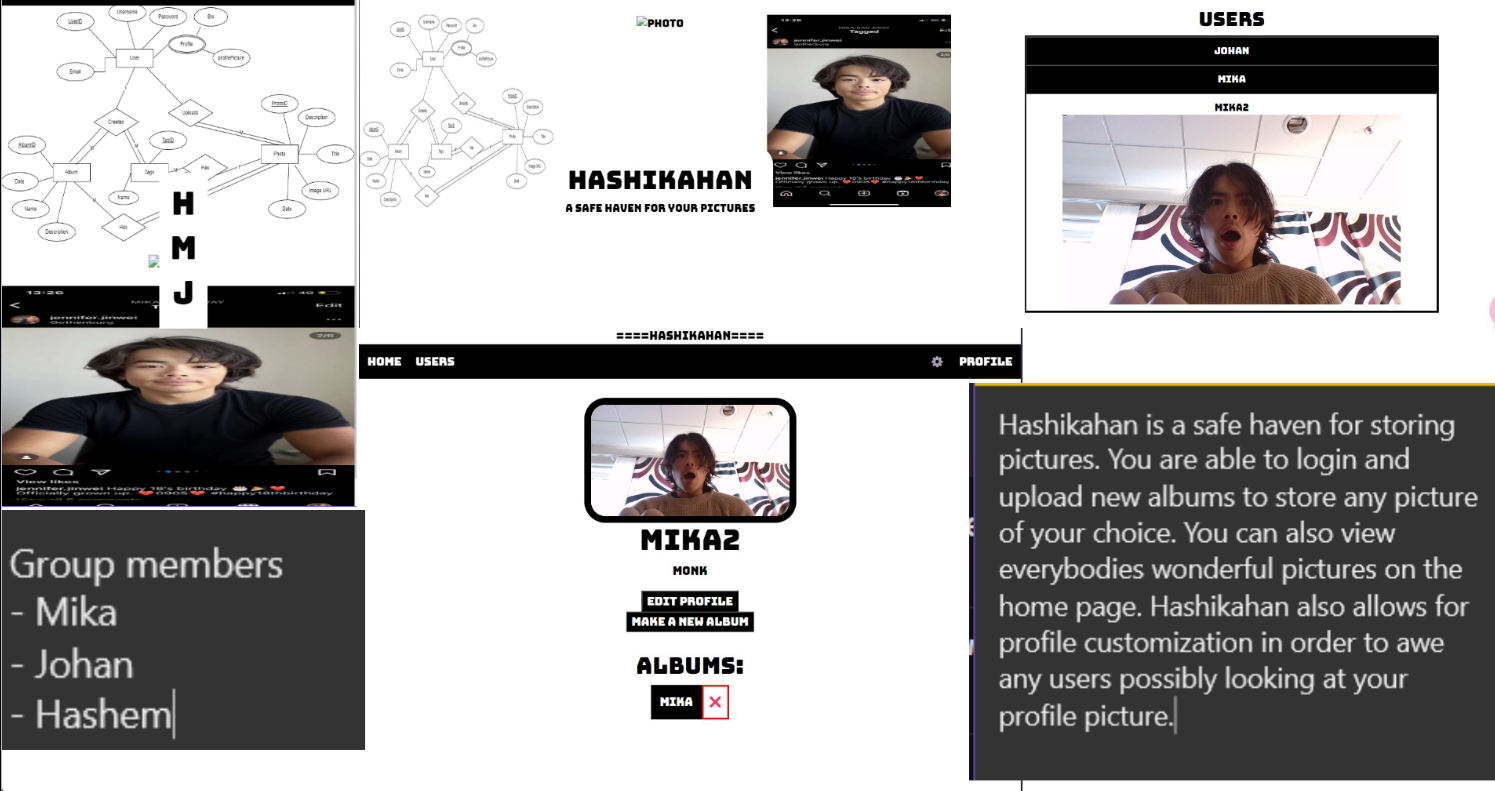 UserID
Username
Password
Bio
Profile
profilePicture
User
Email
Creates
Uploads
PhotoID
Description
Photo
Title
Image URL
Date
AlbumID
TagID
Has
Album
Tags
Date
Name
Name
Description
Has
H
M
J
13:26
4G
Edit
jennifer.jinwei
Gothenburg
2/6
View likes
jennifer.jinwei Happy 18's birthday
Officially grown up. ❤️0905❤️ #happy18thbirthday
Group members
- Mika
- Johan
- Hashem
PHOTO
HASHIKAHAN
A SAFE HAVEN FOR YOUR PICTURES
13:26
Tagged
jennifer.jinwei
Gothenburg
View likes
jennifer.jinwei Happy 18's birthday
Officially grown up. ❤️0905❤️ #happy18thbirthday
USERS
JOHAN
MIKA
MIKA2
====HASHIKAHAN====
HOME USERS PROFILE
MIKA2
MONK
EDIT PROFILE
MAKE A NEW ALBUM
ALBUMS:
MIKA
Hashikahan is a safe haven for storing
pictures. You are able to login and
upload new albums to store any picture
of your choice. You can also view
everybodies wonderful pictures on the
home page. Hashikahan also allows for
profile customization in order to awe
any users possibly looking at your
profile picture.